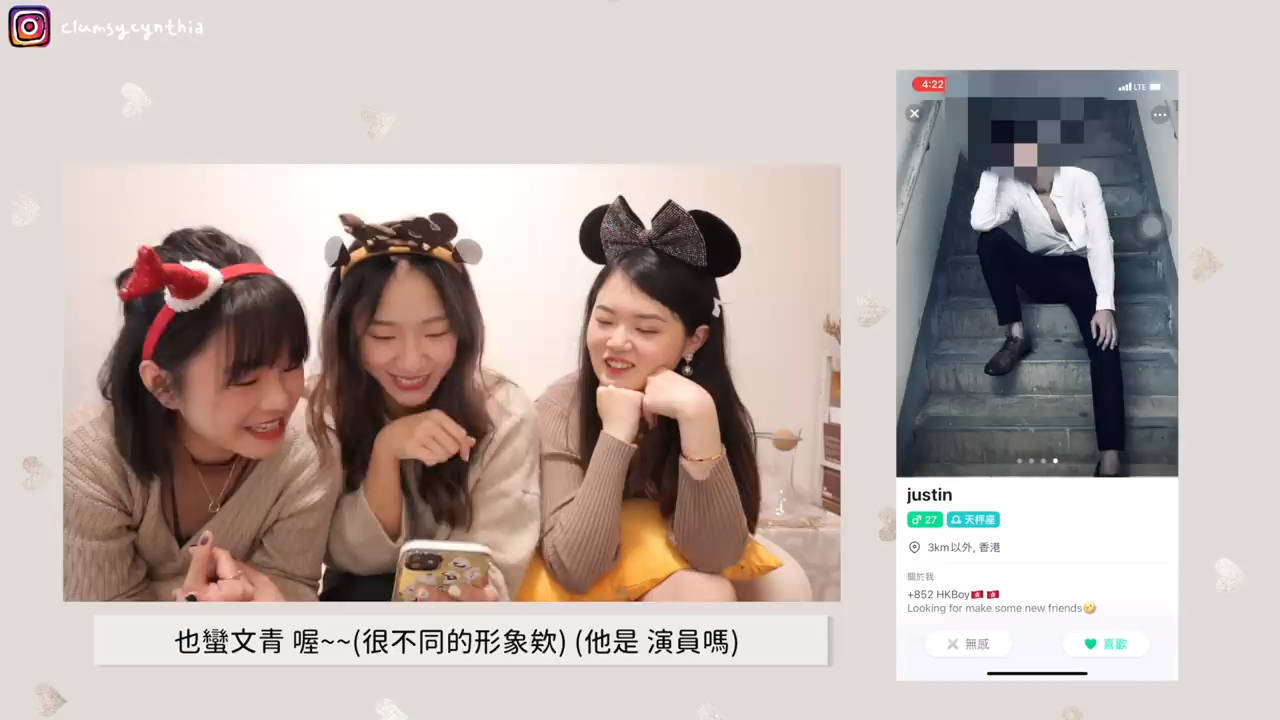 clumsycynthia
4:22
LTE
justin
27 天秤座
3km以外, 香港
關於我
+852 HKBoy🇭🇰 🇭🇰
Looking for make some new friends🤣
無感
喜歡
也蠻文青 喔~~(很不同的形象欸) (他是 演員嗎)